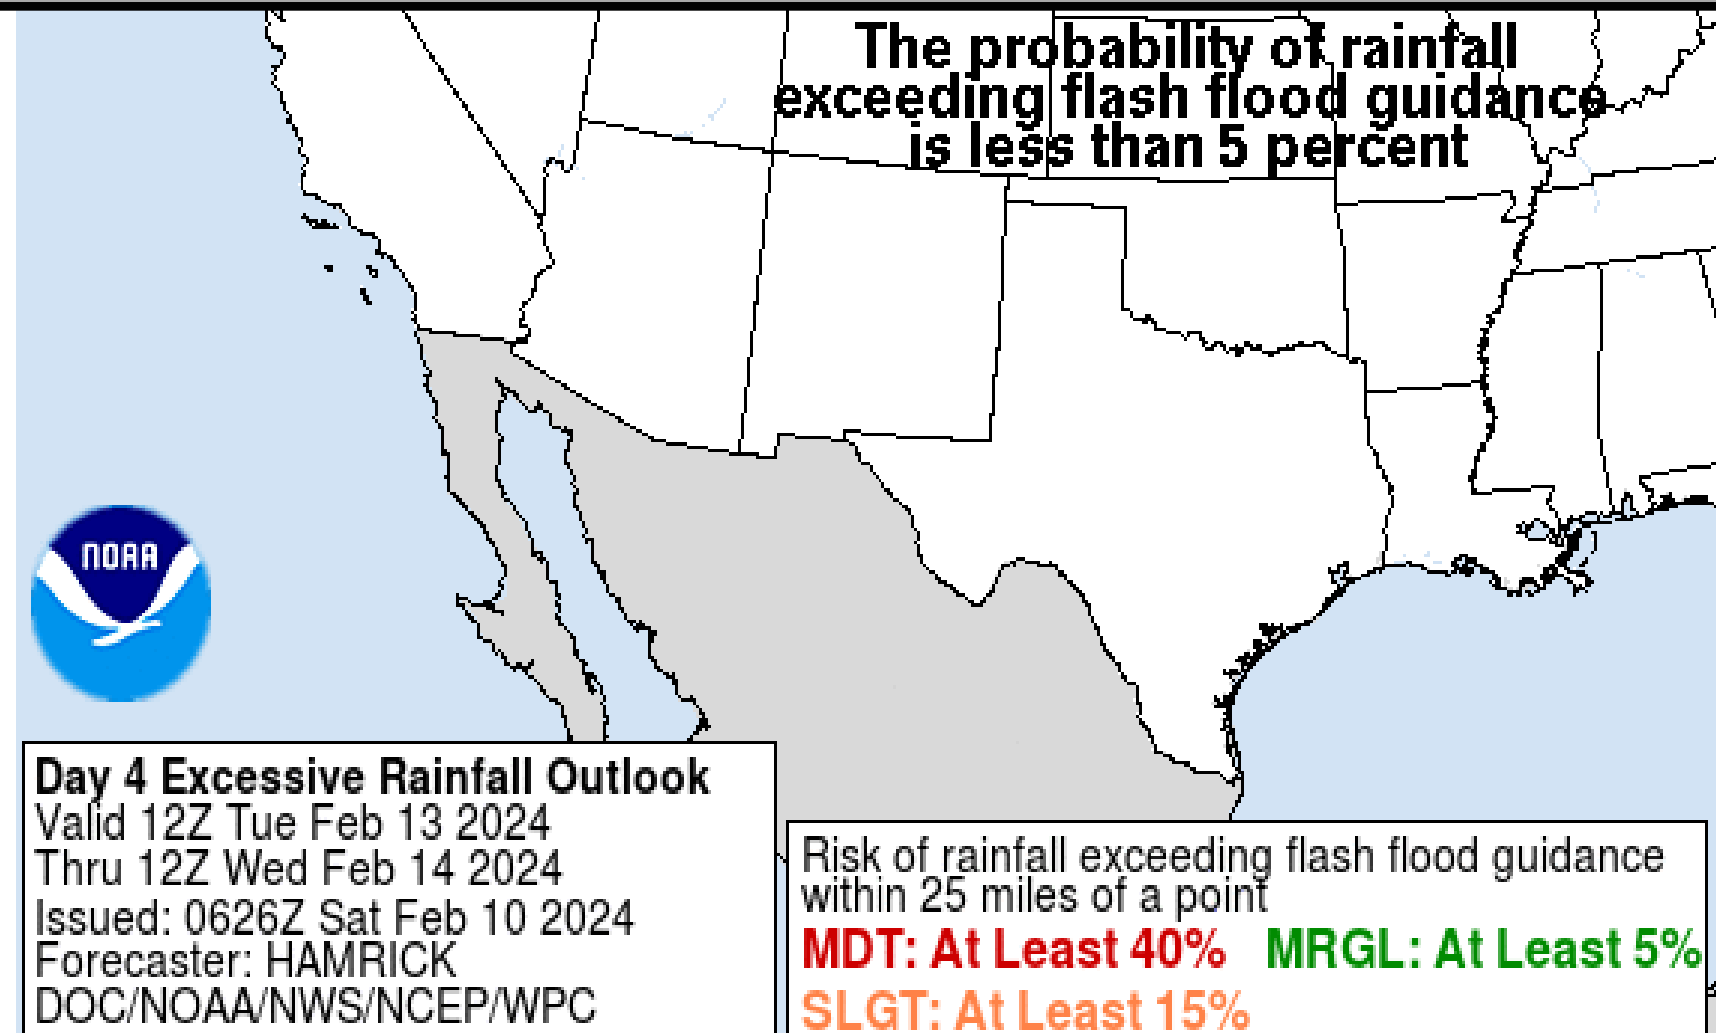 The probability of rainfall
exceeding flash flood guidance
is less than 5 percent
NOAA
Day 4 Excessive Rainfall Outlook
Valid 12Z Tue Feb 13 2024
Thru 12Z Wed Feb 14 2024
Issued: 0626Z Sat Feb 10 2024
Forecaster: HAMRICK
DOC/NOAA/NWS/NCEP/WPC
Risk of rainfall exceeding flash flood guidance
within 25 miles of a point
MDT: At Least 40% MRGL: At Least 5%
SLGT: At Least 15%